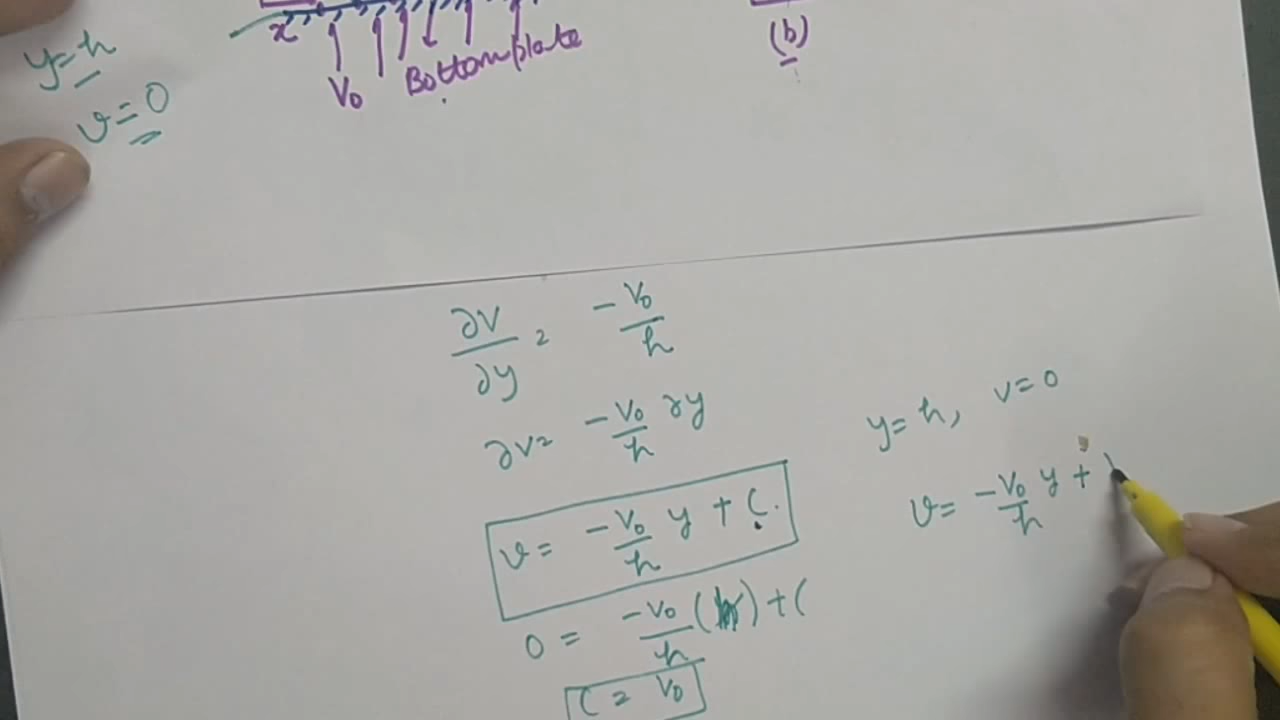 y=h
v=0
x
V₀
Bottom plate
(b)
∂V/∂y = -V₀/h
∂V= -V₀/h ∂y
v= -V₀/h y + C.
0 = -V₀/h (h) + C
C = V₀
y= h, v=0
v= -V₀/h y +